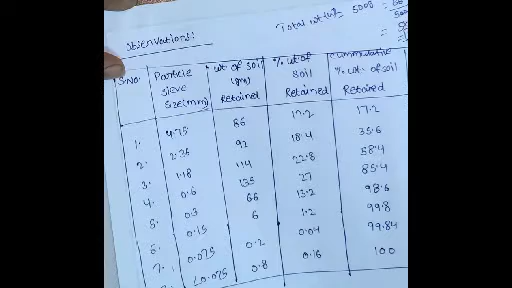 Total wt = 500g =
Observations:
S.NO. Particle sieve size(mm) wt. of soil (gm) Retained % wt of soil Retained Cummulative % wt. of soil Retained
1. 4.75 86 17.2 17.2
2. 2.36 92 18.4 35.6
3. 1.18 114 22.8 58.4
4. 0.6 135 27 85.4
5. 0.3 66 13.2 98.6
6. 0.15 6 1.2 99.8
7. 0.075 0.2 0.04 99.84
<0.075 0.8 0.16 100